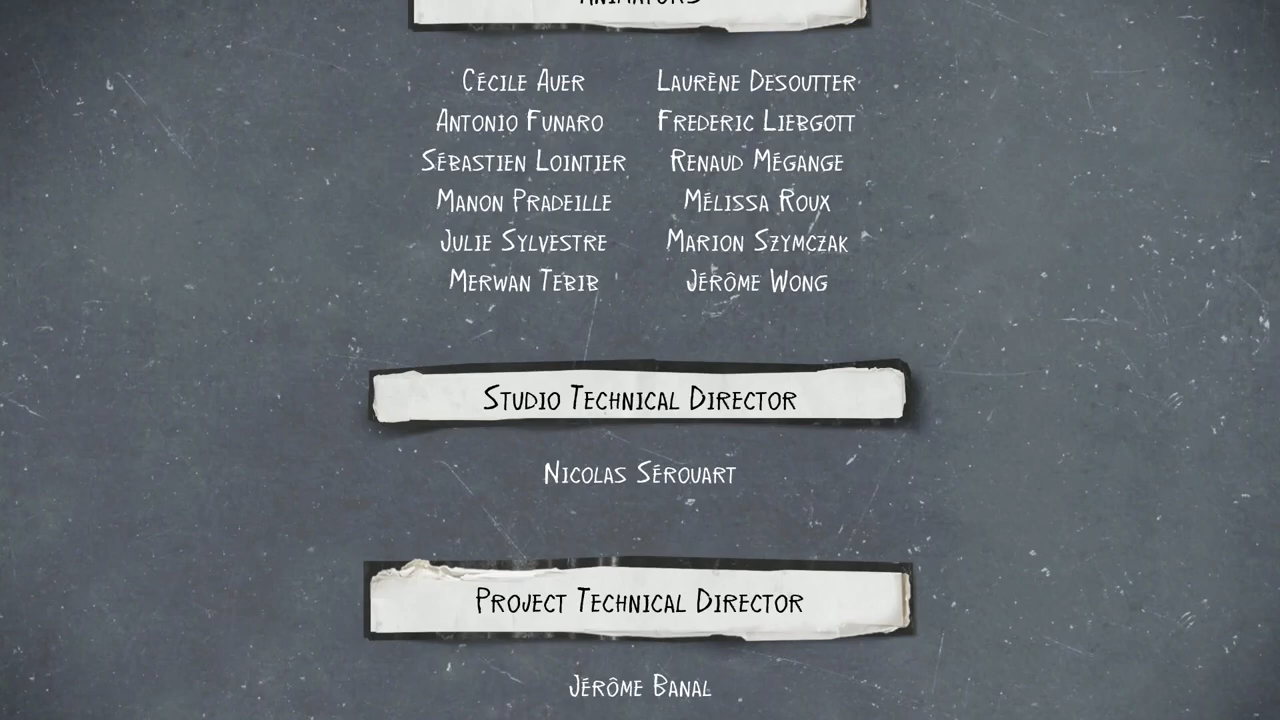 Animators
Cécile Auer Laurène Desoutter
Antonio Funaro Frederic Liebgott
Sébastien Lointier Renaud Mégange
Manon Pradeille Mélissa Roux
Julie Sylvestre Marion Szymczak
Merwan Tebib Jérôme Wong
Studio Technical Director
Nicolas Sérouart
Project Technical Director
Jérôme Banal